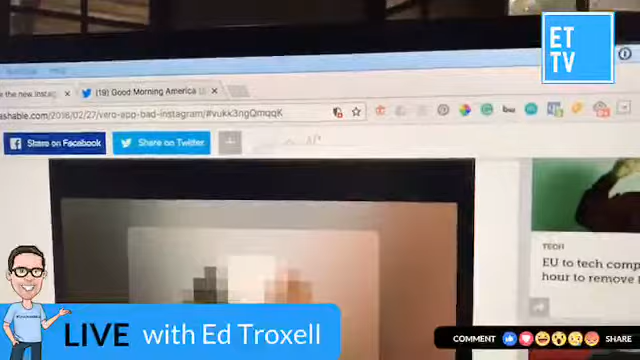 ET
TV
(19) Good Morning America
ashable.com/2018/02/27/vero-app-bad-instagram/#vukk3ngQmqqK
Share on Facebook
Share on Twitter
+
TECH
EU to tech comp
hour to remove
LIVE with Ed Troxell
COMMENT
SHARE